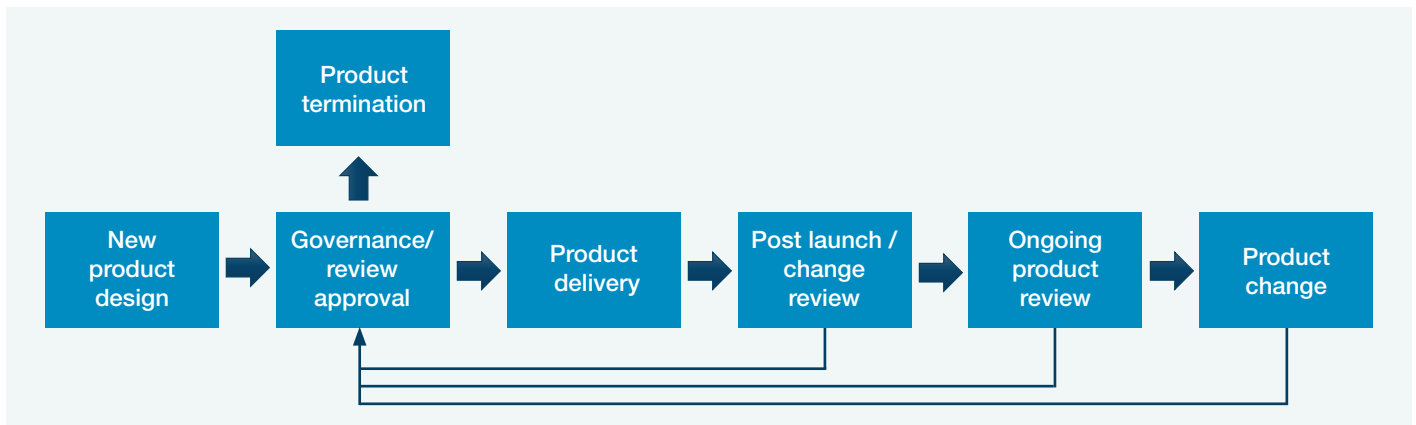 Product
termination
New
product
design
Governance/
review
approval
Product
delivery
Post launch /
change
review
Ongoing
product
review
Product
change